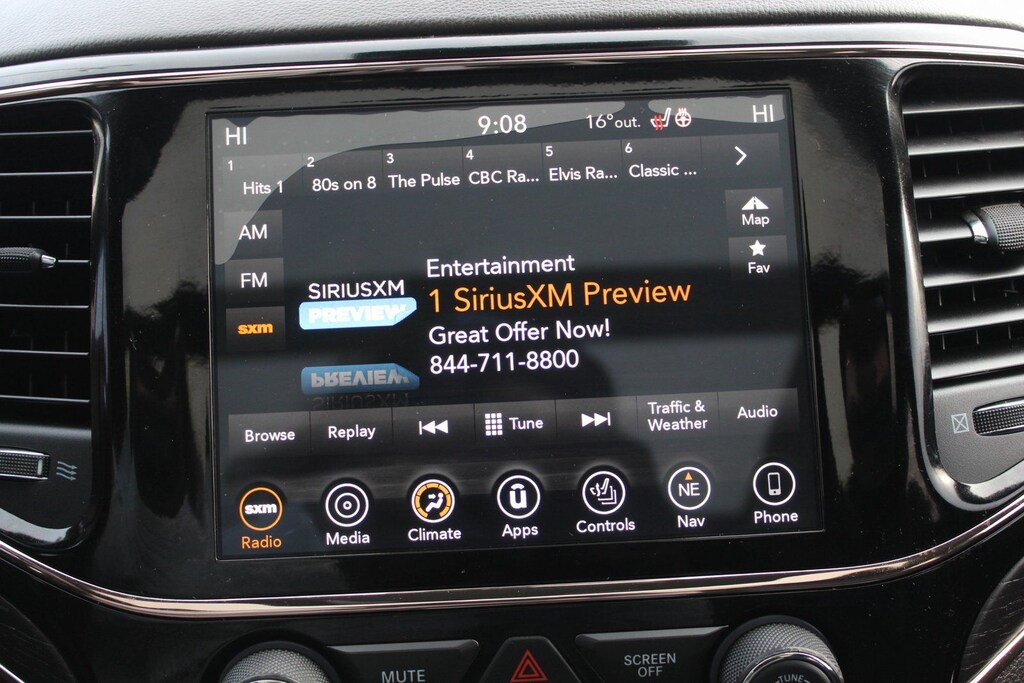 HI 9:08 16°out. HI
1 Hits 1
2 80s on 8
3 The Pulse
4 CBC Ra...
5 Elvis Ra...
6 Classic ...
AM
FM
sxm
Map
Fav
SIRIUSXM
PREVIEW
Entertainment
1 SiriusXM Preview
Great Offer Now!
844-711-8800
Browse
Replay
Tune
Traffic &
Weather
Audio
sxm
Radio
Media
Climate
Apps
Controls
NE
Nav
Phone
MUTE
SCREEN
OFF
TUNE